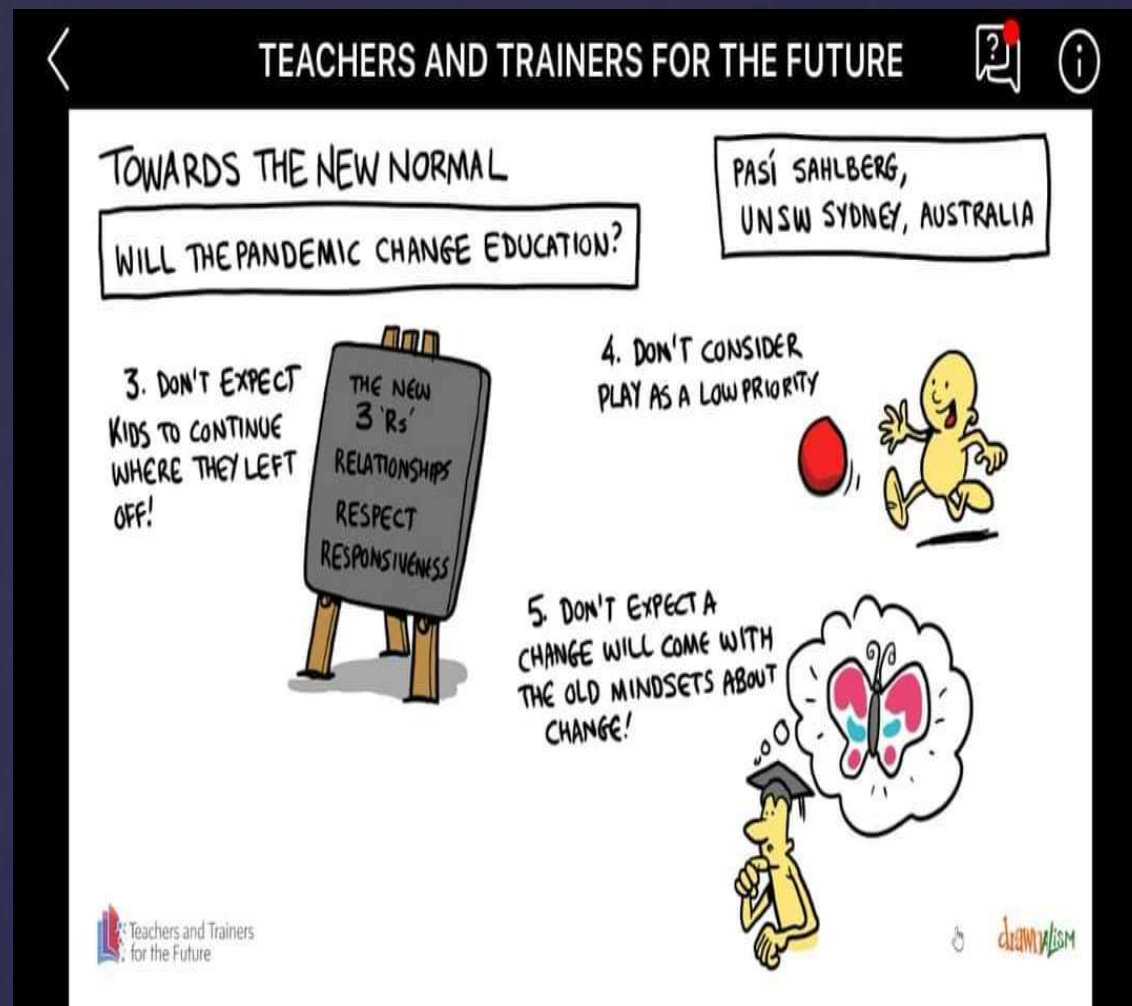 TEACHERS AND TRAINERS FOR THE FUTURE
TOWARDS THE NEW NORMAL
WILL THE PANDEMIC CHANGE EDUCATION?
PASÍ SAHLBERG,
UNSW SYDNEY, AUSTRALIA
3. DON'T EXPECT
KIDS TO CONTINUE
WHERE THEY LEFT
OFF!
THE NEW
3 'Rs'
RELATIONSHIPS
RESPECT
RESPONSIVENESS
4. DON'T CONSIDER
PLAY AS A LOW PRIORITY
5. DON'T EXPECT A
CHANGE WILL COME WITH
THE OLD MINDSETS ABOUT
CHANGE!
Teachers and Trainers
for the Future
drawnalism